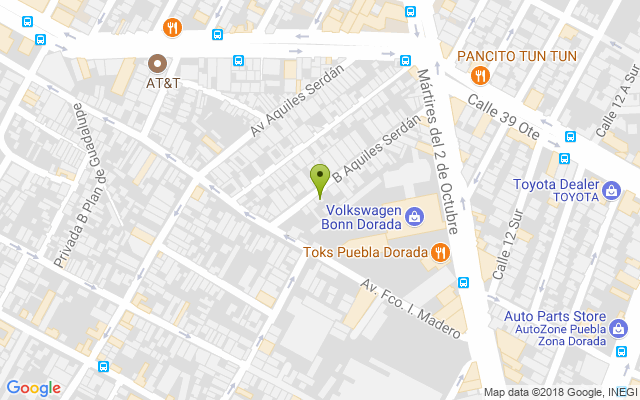 PANCITO TUN TUN
AT&T
Av Aquiles Serdán
Mártires del 2 de Octubre
Calle 39 Ote
Calle 12 A Sur
Privada B Plan de Guadalupe
B Aquiles Serdán
Toyota Dealer
TOYOTA
Volkswagen
Bonn Dorada
Calle 12 Sur
Toks Puebla Dorada
Av. Fco. I. Madero
Auto Parts Store
AutoZone Puebla
Zona Dorada
Google
Map data ©2018 Google, INEGI